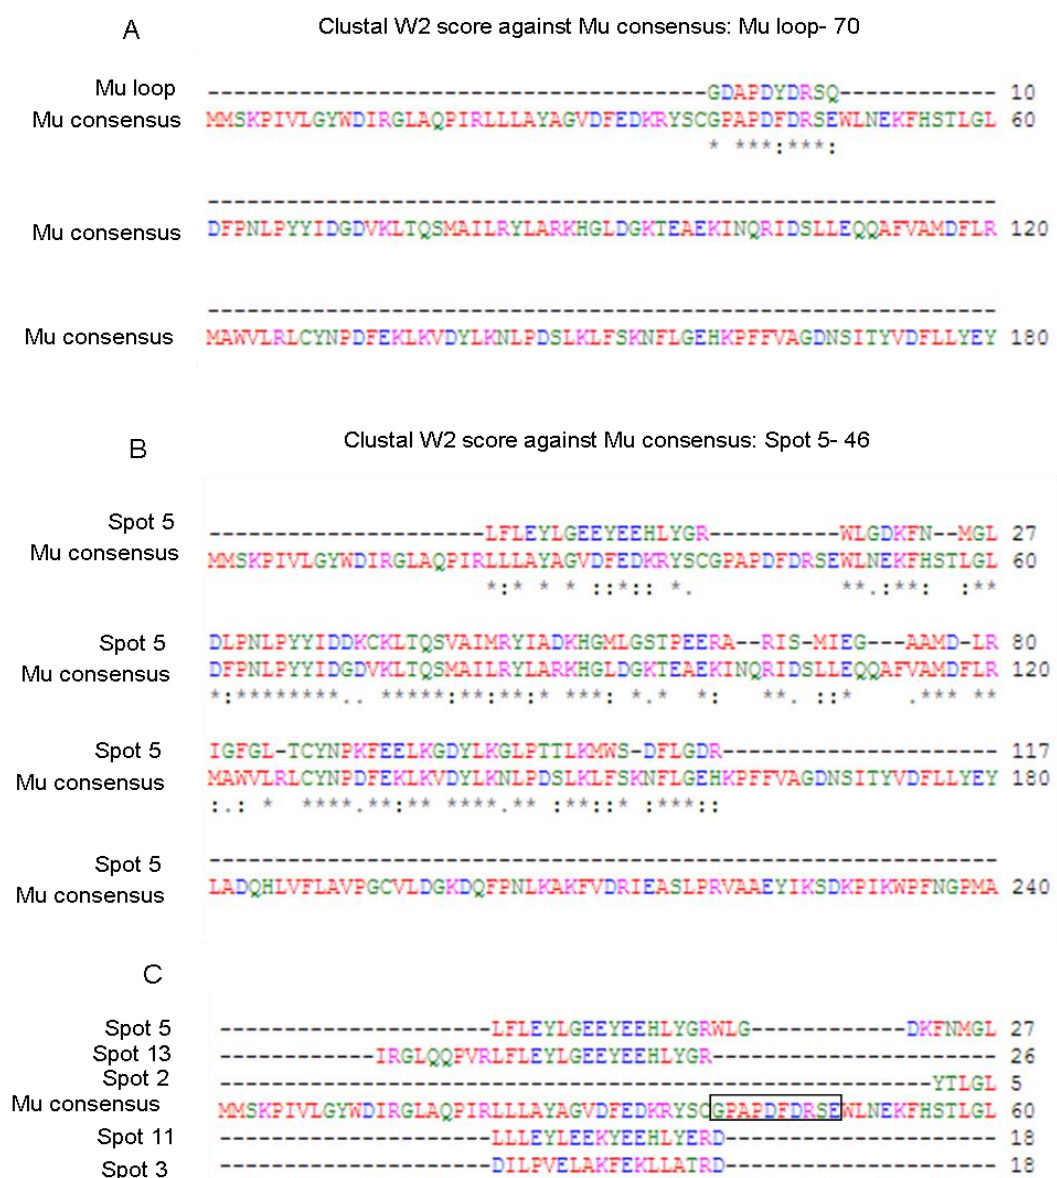 A
Clustal W2 score against Mu consensus: Mu loop- 70
Mu loop --------------------------------------GDAPDYDRSQ------------ 10
Mu consensus MMSKPIVLGYWDIRGLAQPIRLLLAYAGVDFEDKRYSCGPAPDFDRSEWLNEKFHSTLGL 60
* ***:***:
------------------------------------------------------------
Mu consensus DFPNLPYYIDGDVKLTQSMAILRYLARKHGLDGKTEAEKINQRIDSLLEQQAFVAMDFLR 120
------------------------------------------------------------
Mu consensus MAWVLRLCYNPDFEKLKVDYLKNLPDSLKLFSKNFLGEHKPFFVAGDNSITYVDFLLYEY 180
B
Clustal W2 score against Mu consensus: Spot 5- 46
Spot 5 ---------------------LFLEYLGEEYEEHLYGR----------WLGDKFN--MGL 27
Mu consensus MMSKPIVLGYWDIRGLAQPIRLLLAYAGVDFEDKRYSCGPAPDFDRSEWLNEKFHSTLGL 60
*:* * * ::*:: *. **.:**: :**
Spot 5 DLPNLPYYIDDKCKLTQSVAIMRYIADKHGMLGSTPEERA--RIS-MIEG---AAMD-LR 80
Mu consensus DFPNLPYYIDGDVKLTQSMAILRYLARKHGLDGKTEAEKINQRIDSLLEQQAFVAMDFLR 120
*:********.. *****:**:**:* ***: *.* *: **. ::* .*** **
Spot 5 IGFGL-TCYNPKFEELKGDYLKGLPTTLKMWS-DFLGDR--------------------- 117
Mu consensus MAWVLRLCYNPDFEKLKVDYLKNLPDSLKLFSKNFLGEHKPFFVAGDNSITYVDFLLYEY 180
:.: * ****.**:** ****.** :**::* :***::
Spot 5 ------------------------------------------------------------
Mu consensus LADQHLVFLAVPGCVLDGKDQFPNLKAKFVDRIEASLPRVAAEYIKSDKPIKWPFNGPMA 240
C
Spot 5 ---------------------LFLEYLGEEYEEHLYGRWLG------------DKFNMGL 27
Spot 13 ------------IRGLQQPVRLFLEYLGEEYEEHLYGR---------------------- 26
Spot 2 -------------------------------------------------------YTLGL 5
Mu consensus MMSKPIVLGYWDIRGLAQPIRLLLAYAGVDFEDKRYSCGPAPDFDRSEWLNEKFHSTLGL 60
Spot 11 ---------------------LLLEYLEEKYEEHLYERD--------------------- 18
Spot 3 ---------------------DILPVELAKFEKLLATRD--------------------- 18